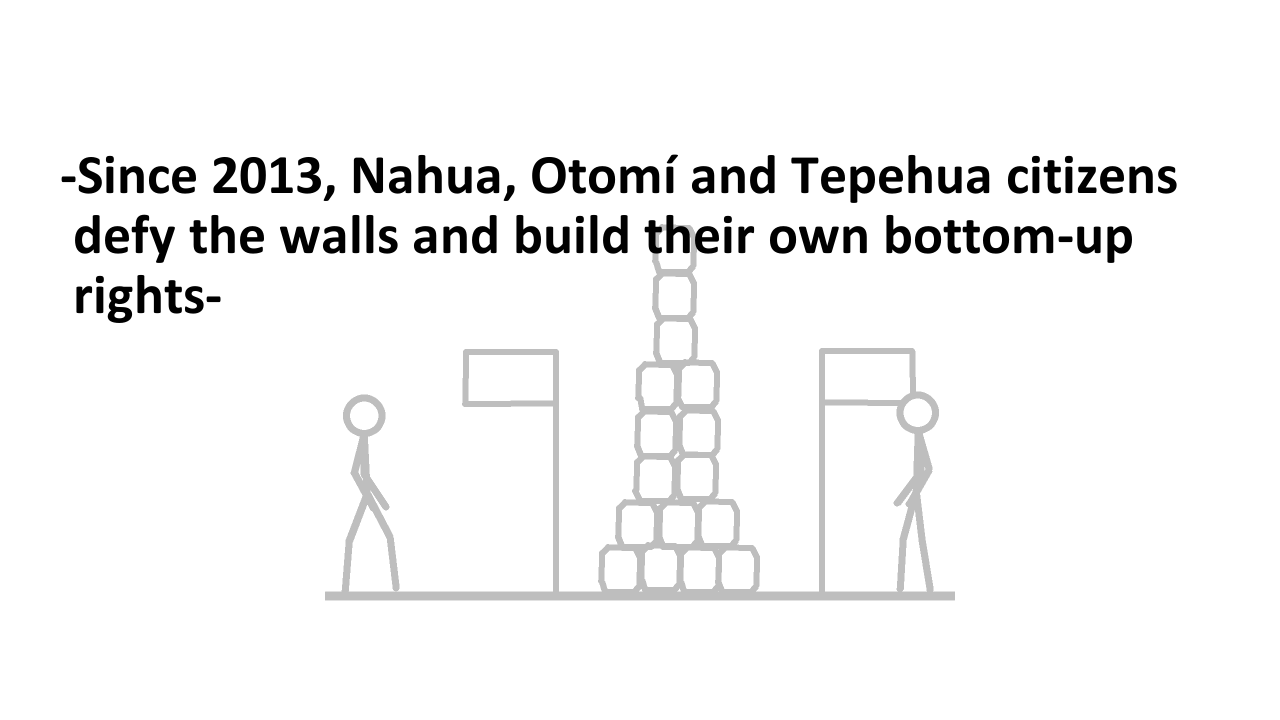 -Since 2013, Nahua, Otomí and Tepehua citizens
defy the walls and build their own bottom-up
rights-